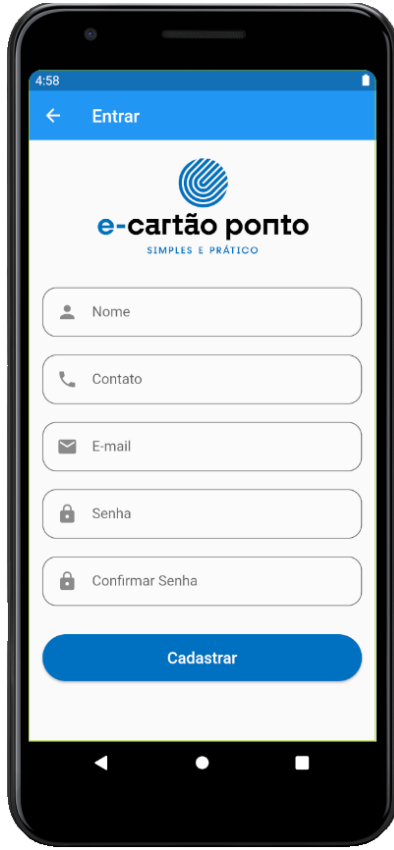 4:58
Entrar
e-cartão ponto
SIMPLES E PRÁTICO
Nome
Contato
E-mail
Senha
Confirmar Senha
Cadastrar